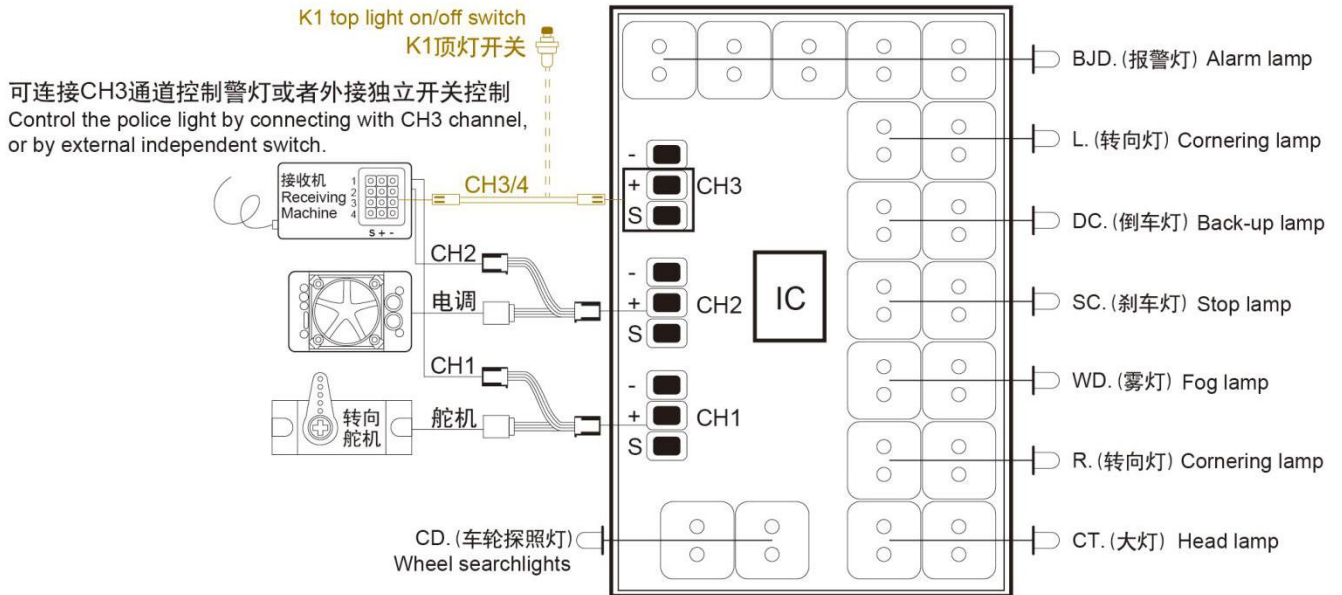 K1 top light on/off switch
K1顶灯开关
可连接CH3通道控制警灯或者外接独立开关控制
Control the police light by connecting with CH3 channel,
or by external independent switch.
接收机
Receiving
Machine
1
2
3
4
S + -
CH3/4
CH2
电调
CH1
舵机
转向
舵机
-
+
S
CH3
-
+
S
CH2
-
+
S
CH1
IC
BJD. (报警灯) Alarm lamp
L. (转向灯) Cornering lamp
DC. (倒车灯) Back-up lamp
SC. (刹车灯) Stop lamp
WD. (雾灯) Fog lamp
R. (转向灯) Cornering lamp
CT. (大灯) Head lamp
CD. (车轮探照灯)
Wheel searchlights